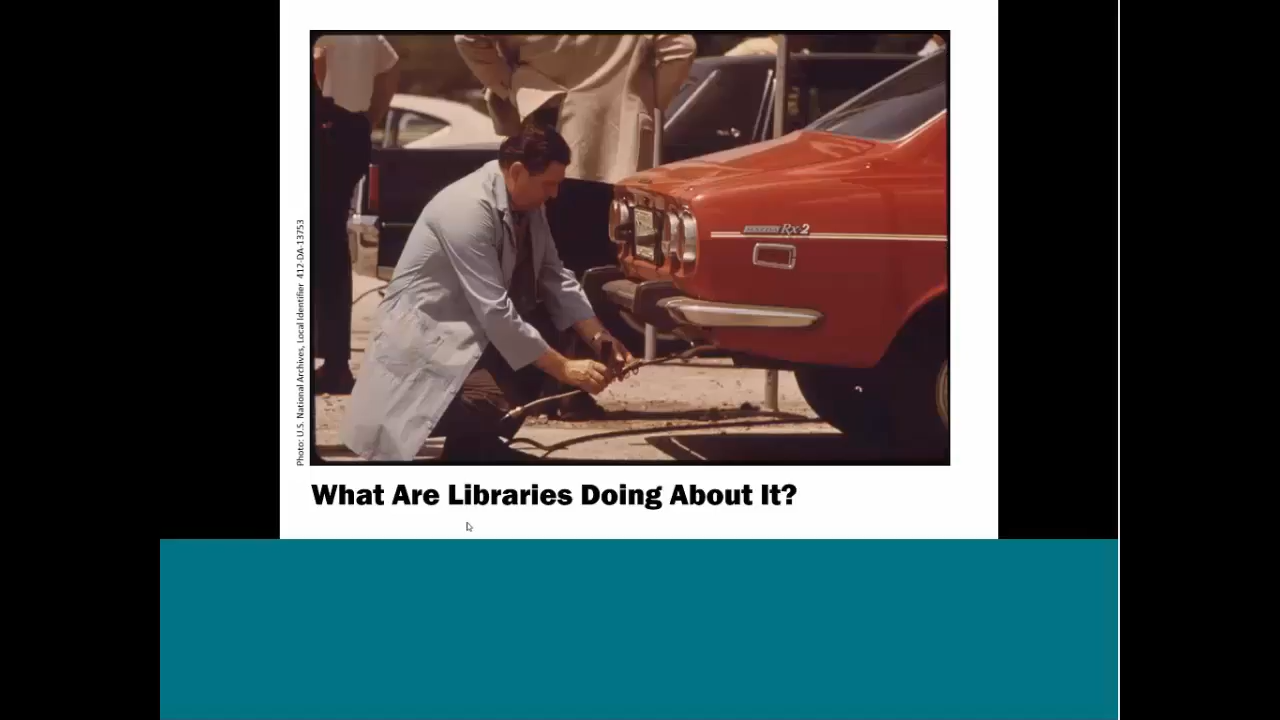 Photo: U.S. National Archives, Local Identifier 412-DA-13753
Rx-2
What Are Libraries Doing About It?